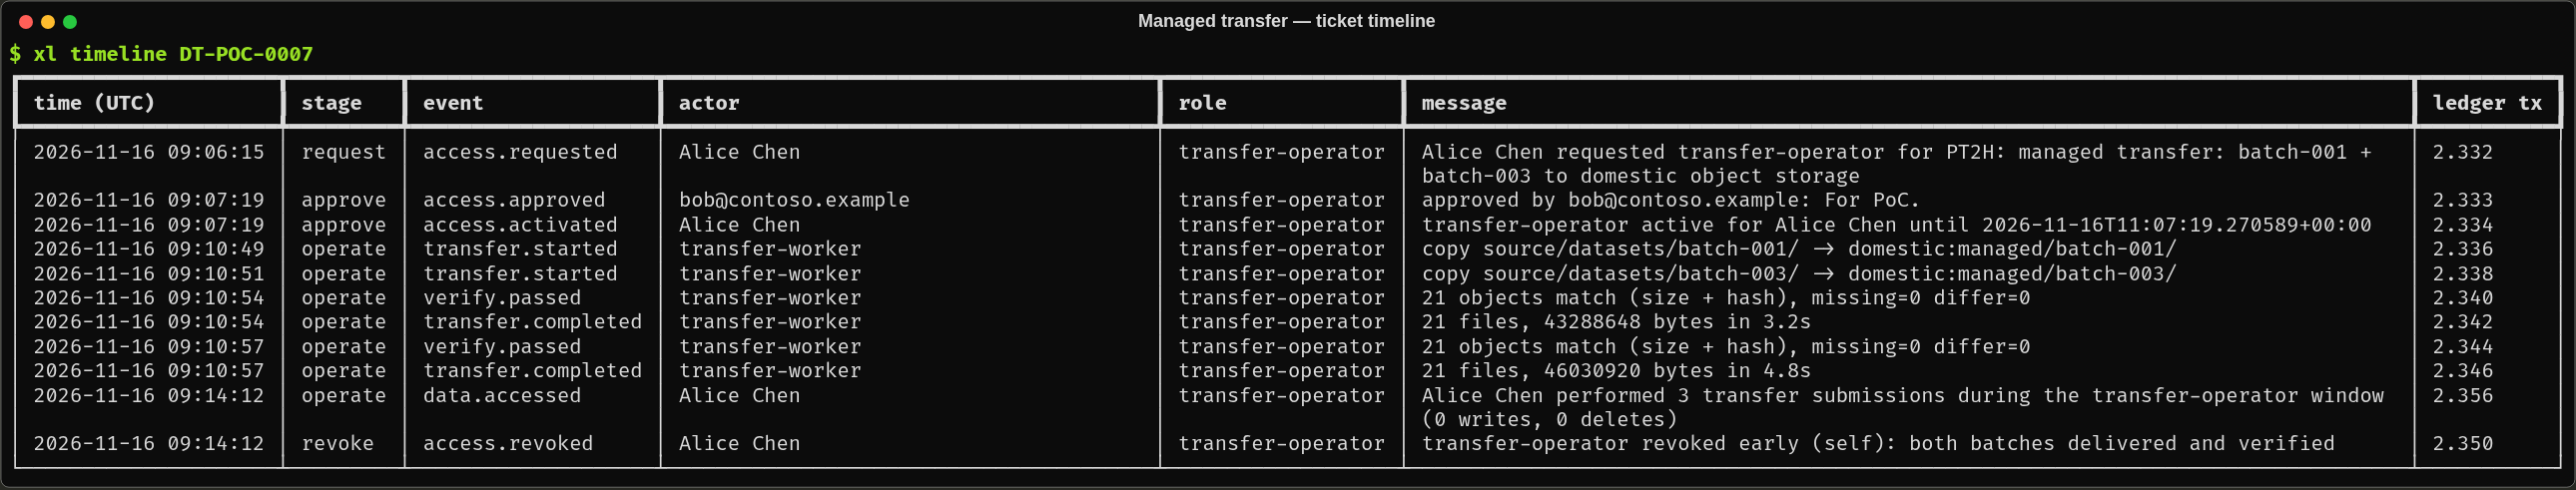 Managed transfer — ticket timeline
$ xl timeline DT-POC-0007
time (UTC) stage event actor role message ledger tx
2026-11-16 09:06:15 request access.requested Alice Chen transfer-operator Alice Chen requested transfer-operator for PT2H: managed transfer: batch-001 + 2.332
batch-003 to domestic object storage
2026-11-16 09:07:19 approve access.approved bob@contoso.example transfer-operator approved by bob@contoso.example: For PoC. 2.333
2026-11-16 09:07:19 approve access.activated Alice Chen transfer-operator transfer-operator active for Alice Chen until 2026-11-16T11:07:19.270589+00:00 2.334
2026-11-16 09:10:49 operate transfer.started transfer-worker transfer-operator copy source/datasets/batch-001/ → domestic:managed/batch-001/ 2.336
2026-11-16 09:10:51 operate transfer.started transfer-worker transfer-operator copy source/datasets/batch-003/ → domestic:managed/batch-003/ 2.338
2026-11-16 09:10:54 operate verify.passed transfer-worker transfer-operator 21 objects match (size + hash), missing=0 differ=0 2.340
2026-11-16 09:10:54 operate transfer.completed transfer-worker transfer-operator 21 files, 43288648 bytes in 3.2s 2.342
2026-11-16 09:10:57 operate verify.passed transfer-worker transfer-operator 21 objects match (size + hash), missing=0 differ=0 2.344
2026-11-16 09:10:57 operate transfer.completed transfer-worker transfer-operator 21 files, 46030920 bytes in 4.8s 2.346
2026-11-16 09:14:12 operate data.accessed Alice Chen transfer-operator Alice Chen performed 3 transfer submissions during the transfer-operator window 2.356
(0 writes, 0 deletes)
2026-11-16 09:14:12 revoke access.revoked Alice Chen transfer-operator transfer-operator revoked early (self): both batches delivered and verified 2.350